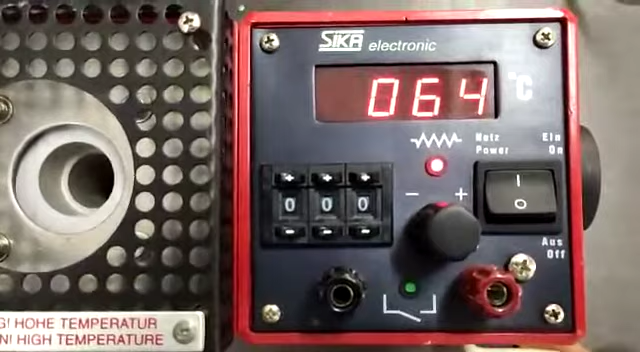 SIKA electronic
064
°C
Netz
Power
Ein
On
- +
I
O
0 0 0
Aus
Off
HOHE TEMPERATUR
HIGH TEMPERATURE